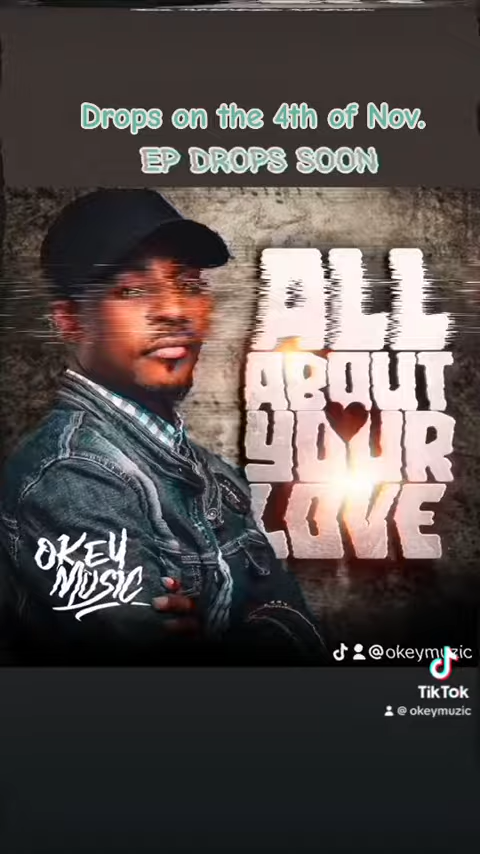 Drops on the 4th of Nov.
EP DROPS SOON
ALL
ABOUT
YOUR
LOVE
OKEY
MUSIC
@okeymuzic
TikTok
@okeymuzic